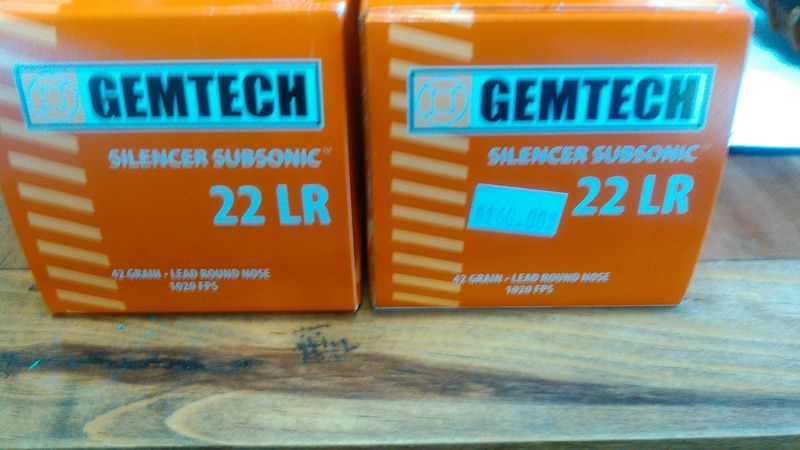 GEMTECH
SILENCER SUBSONIC™
22 LR
42 GRAIN - LEAD ROUND NOSE
1020 FPS
GEMTECH
SILENCER SUBSONIC™
22 LR
42 GRAIN - LEAD ROUND NOSE
1020 FPS